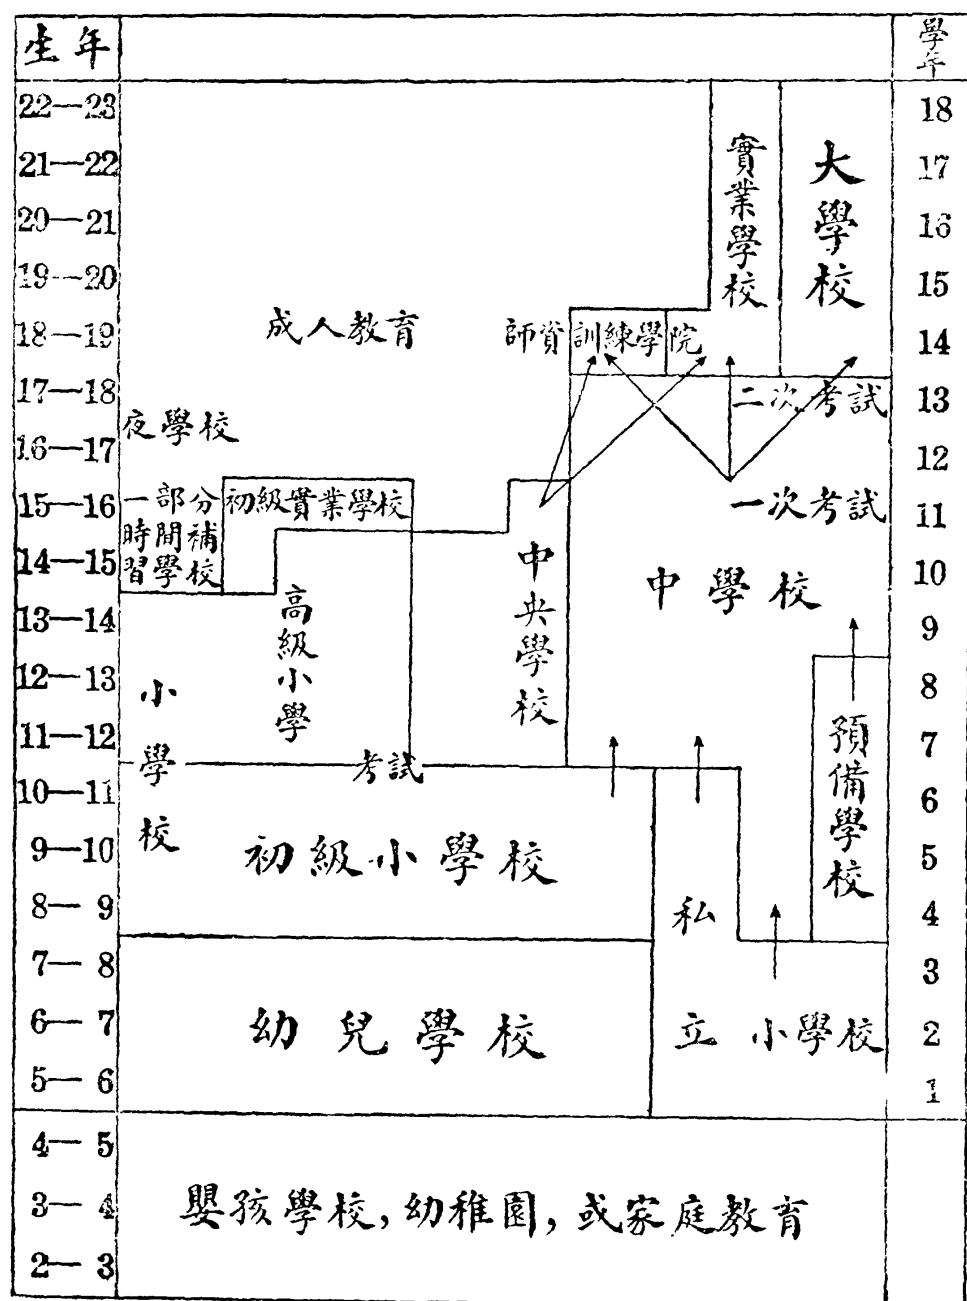 生年
學年
22—23
18
21—22
17
20—21
16
19—20
15
18—19
14
17—18
13
16—17
12
15—16
11
14—15
10
13—14
9
12—13
8
11—12
7
10—11
6
9—10
5
8— 9
4
7— 8
3
6— 7
2
5— 6
1
4— 5
3— 4
2— 3
實業學校
大學校
成人教育
師資訓練學院
二次考試
夜學校
一部分
時間補
習學校
初級實業學校
一次考試
中央學校
中學校
高級小學
小學校
預備學校
考試
初級小學校
私立小學校
幼兒學校
嬰孩學校,幼稚園,或家庭教育